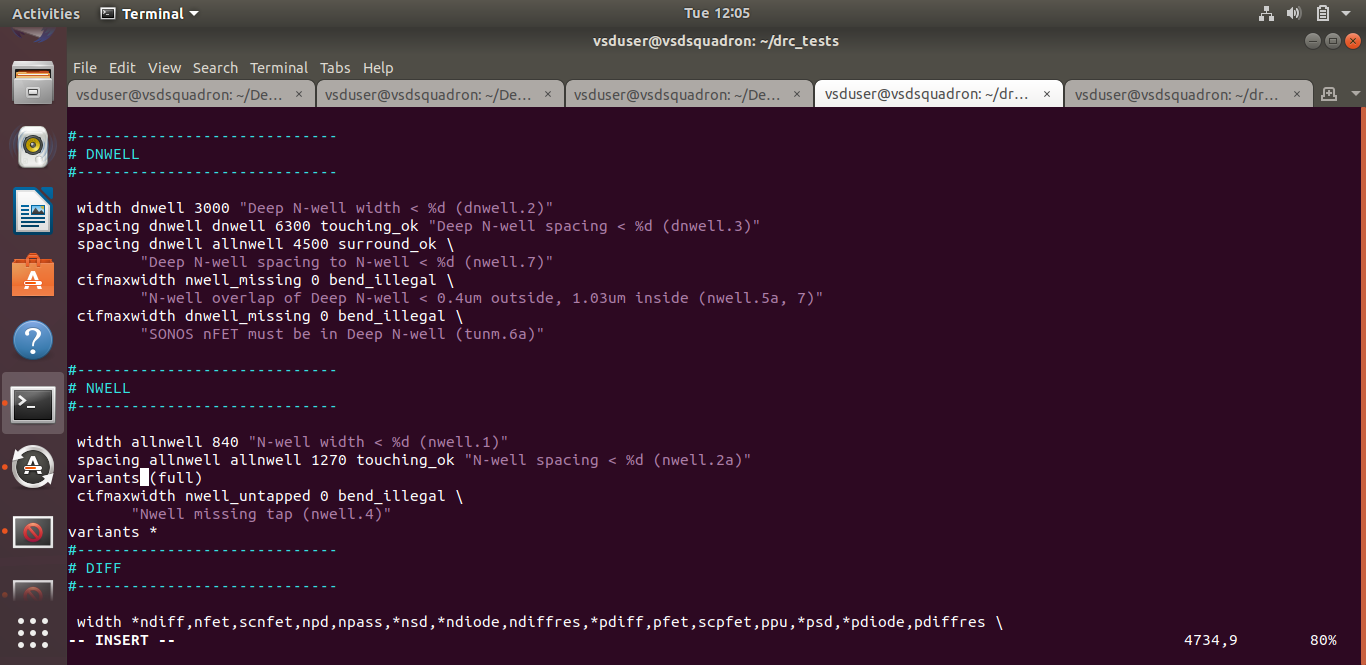 Activities Terminal Tue 12:05
vsduser@vsdsquadron: ~/drc_tests
File Edit View Search Terminal Tabs Help
vsduser@vsdsquadron: ~/De... × vsduser@vsdsquadron: ~/De... × vsduser@vsdsquadron: ~/De... × vsduser@vsdsquadron: ~/dr... × vsduser@vsdsquadron: ~/dr... ×
#-----------------------------
# DNWELL
#-----------------------------
width dnwell 3000 "Deep N-well width < %d (dnwell.2)"
spacing dnwell dnwell 6300 touching_ok "Deep N-well spacing < %d (dnwell.3)"
spacing dnwell allnwell 4500 surround_ok \
"Deep N-well spacing to N-well < %d (nwell.7)"
cifmaxwidth nwell_missing 0 bend_illegal \
"N-well overlap of Deep N-well < 0.4um outside, 1.03um inside (nwell.5a, 7)"
cifmaxwidth dnwell_missing 0 bend_illegal \
"SONOS nFET must be in Deep N-well (tunm.6a)"
#-----------------------------
# NWELL
#-----------------------------
width allnwell 840 "N-well width < %d (nwell.1)"
spacing allnwell allnwell 1270 touching_ok "N-well spacing < %d (nwell.2a)"
variants (full)
cifmaxwidth nwell_untapped 0 bend_illegal \
"Nwell missing tap (nwell.4)"
variants *
#-----------------------------
# DIFF
#-----------------------------
width *ndiff,nfet,scnfet,npd,npass,*nsd,*ndiode,ndiffres,*pdiff,pfet,scpfet,ppu,*psd,*pdiode,pdiffres \
-- INSERT -- 4734,9 80%